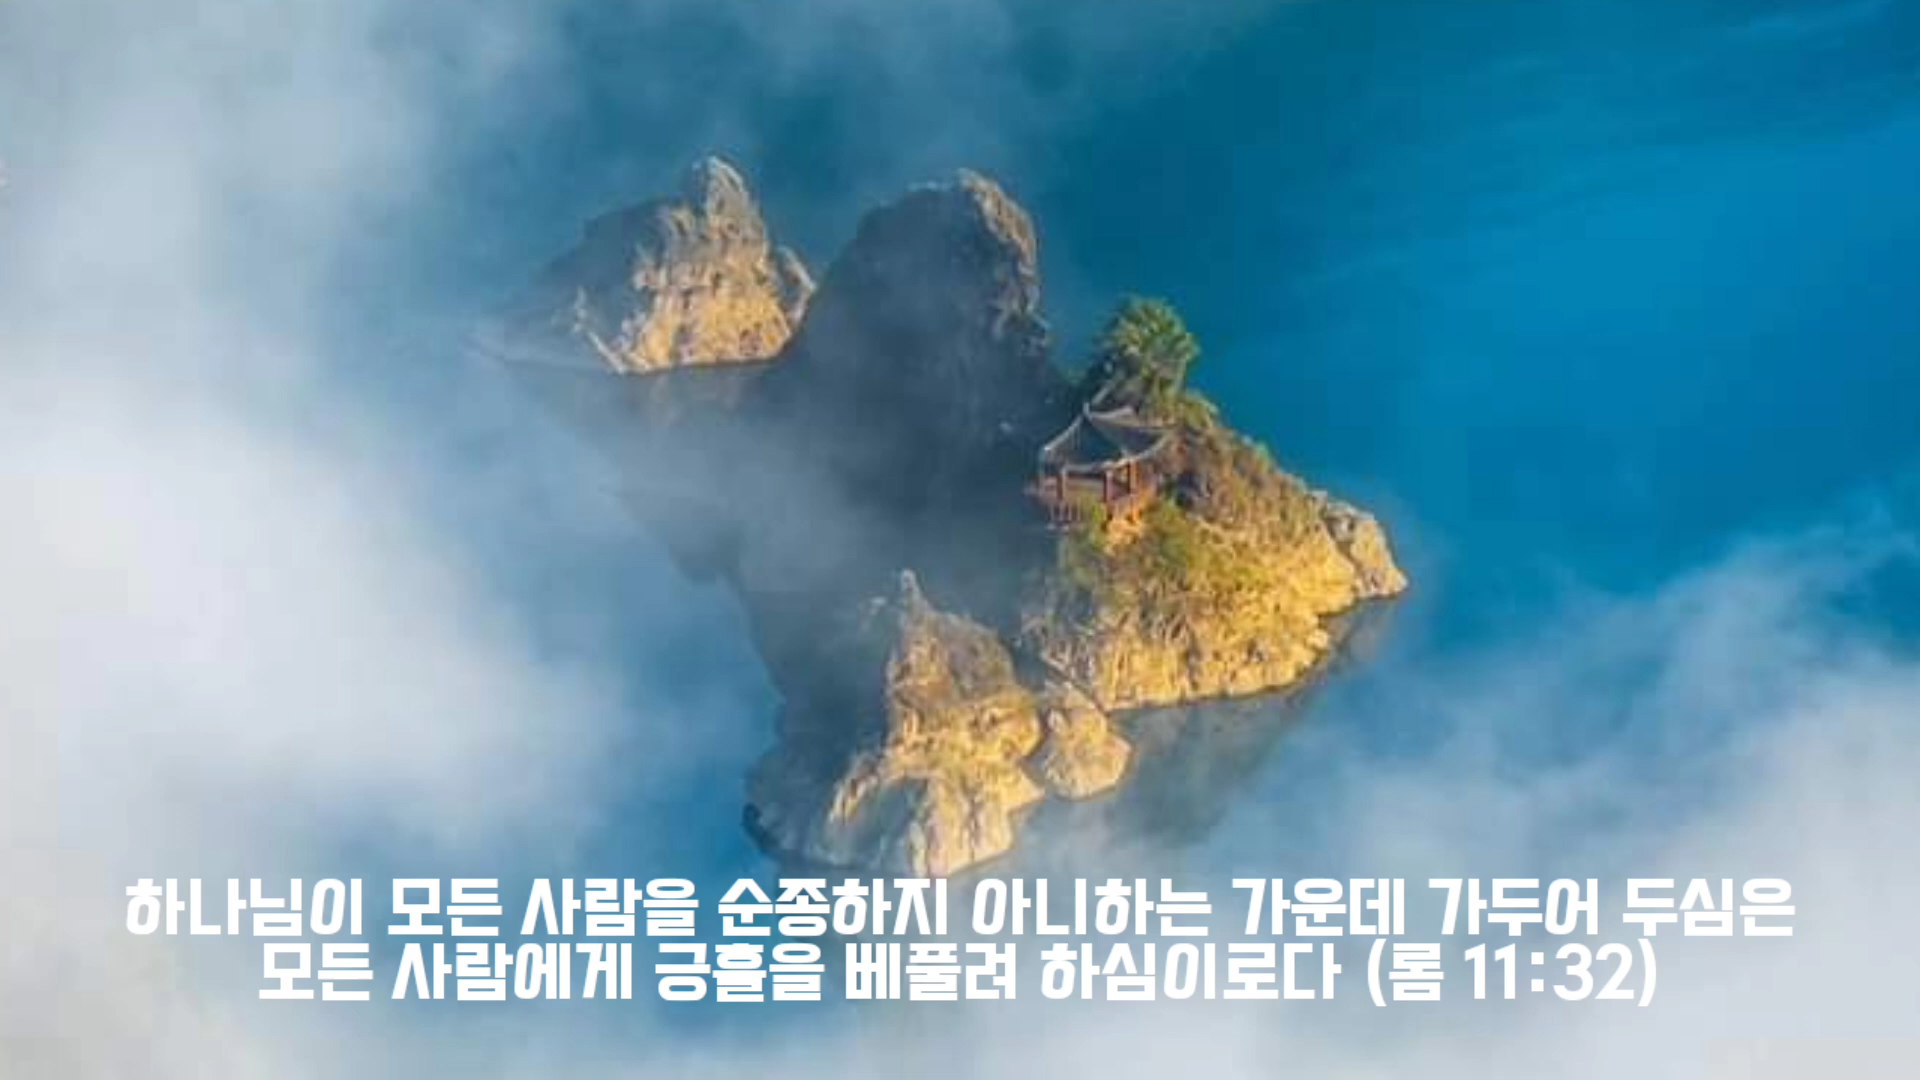 하나님이 모든 사람을 순종하지 아니하는 가운데 가두어 두심은
모든 사람에게 긍휼을 베풀려 하심이로다 (롬 11:32)